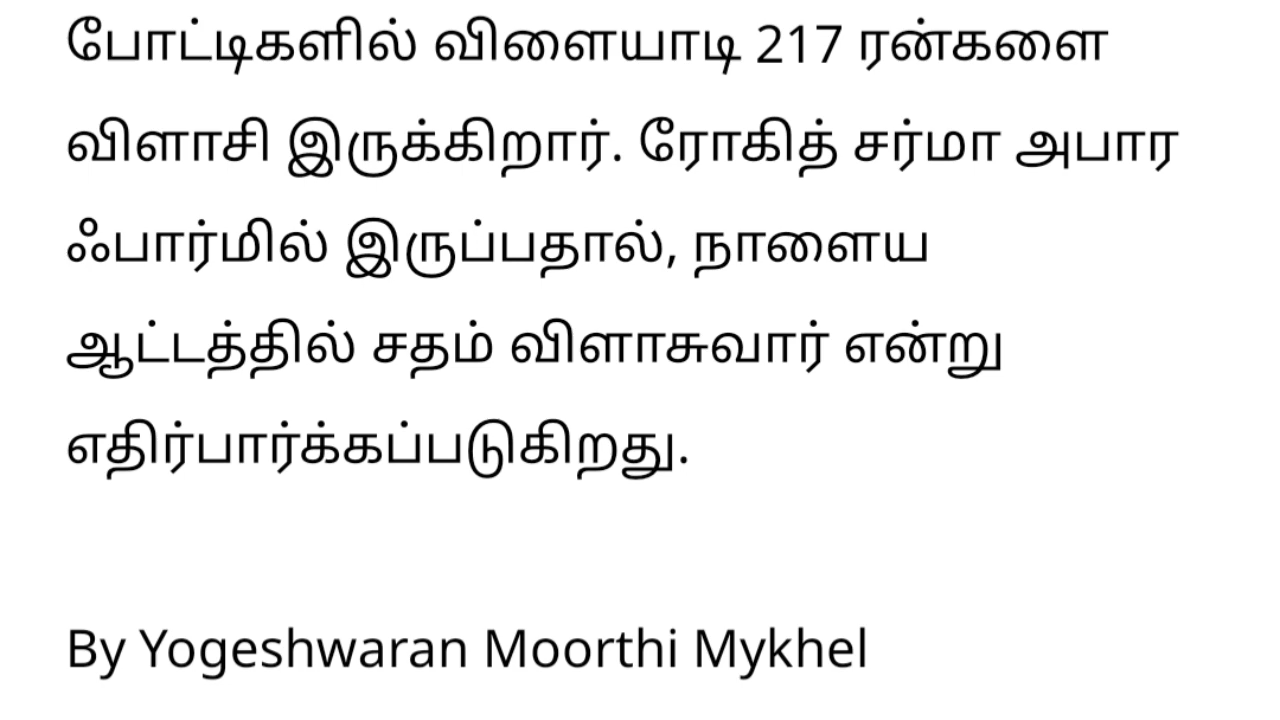 போட்டிகளில் விளையாடி 217 ரன்களை
விளாசி இருக்கிறார். ரோகித் சர்மா அபார
ஃபார்மில் இருப்பதால், நாளைய
ஆட்டத்தில் சதம் விளாசுவார் என்று
எதிர்பார்க்கப்படுகிறது.
By Yogeshwaran Moorthi Mykhel